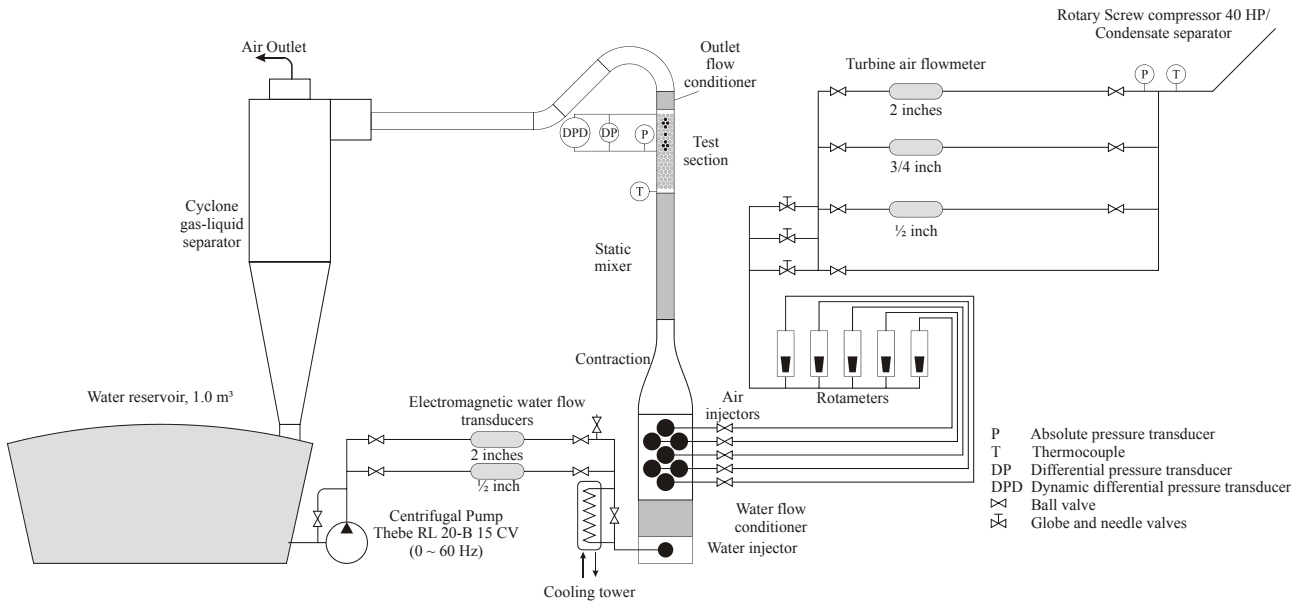 Rotary Screw compressor 40 HP/
Condensate separator
Air Outlet
Outlet
flow
conditioner
Turbine air flowmeter
P
T
2 inches
DPD
DP
P
Test
section
3/4 inch
T
½ inch
Cyclone
gas-liquid
separator
Static
mixer
Contraction
Water reservoir, 1.0 m³
Electromagnetic water flow
transducers
2 inches
½ inch
Air
injectors
Rotameters
Centrifugal Pump
Thebe RL 20-B 15 CV
(0 ~ 60 Hz)
Water flow
conditioner
Water injector
Cooling tower
P Absolute pressure transducer
T Thermocouple
DP Differential pressure transducer
DPD Dynamic differential pressure transducer
Ball valve
Globe and needle valves